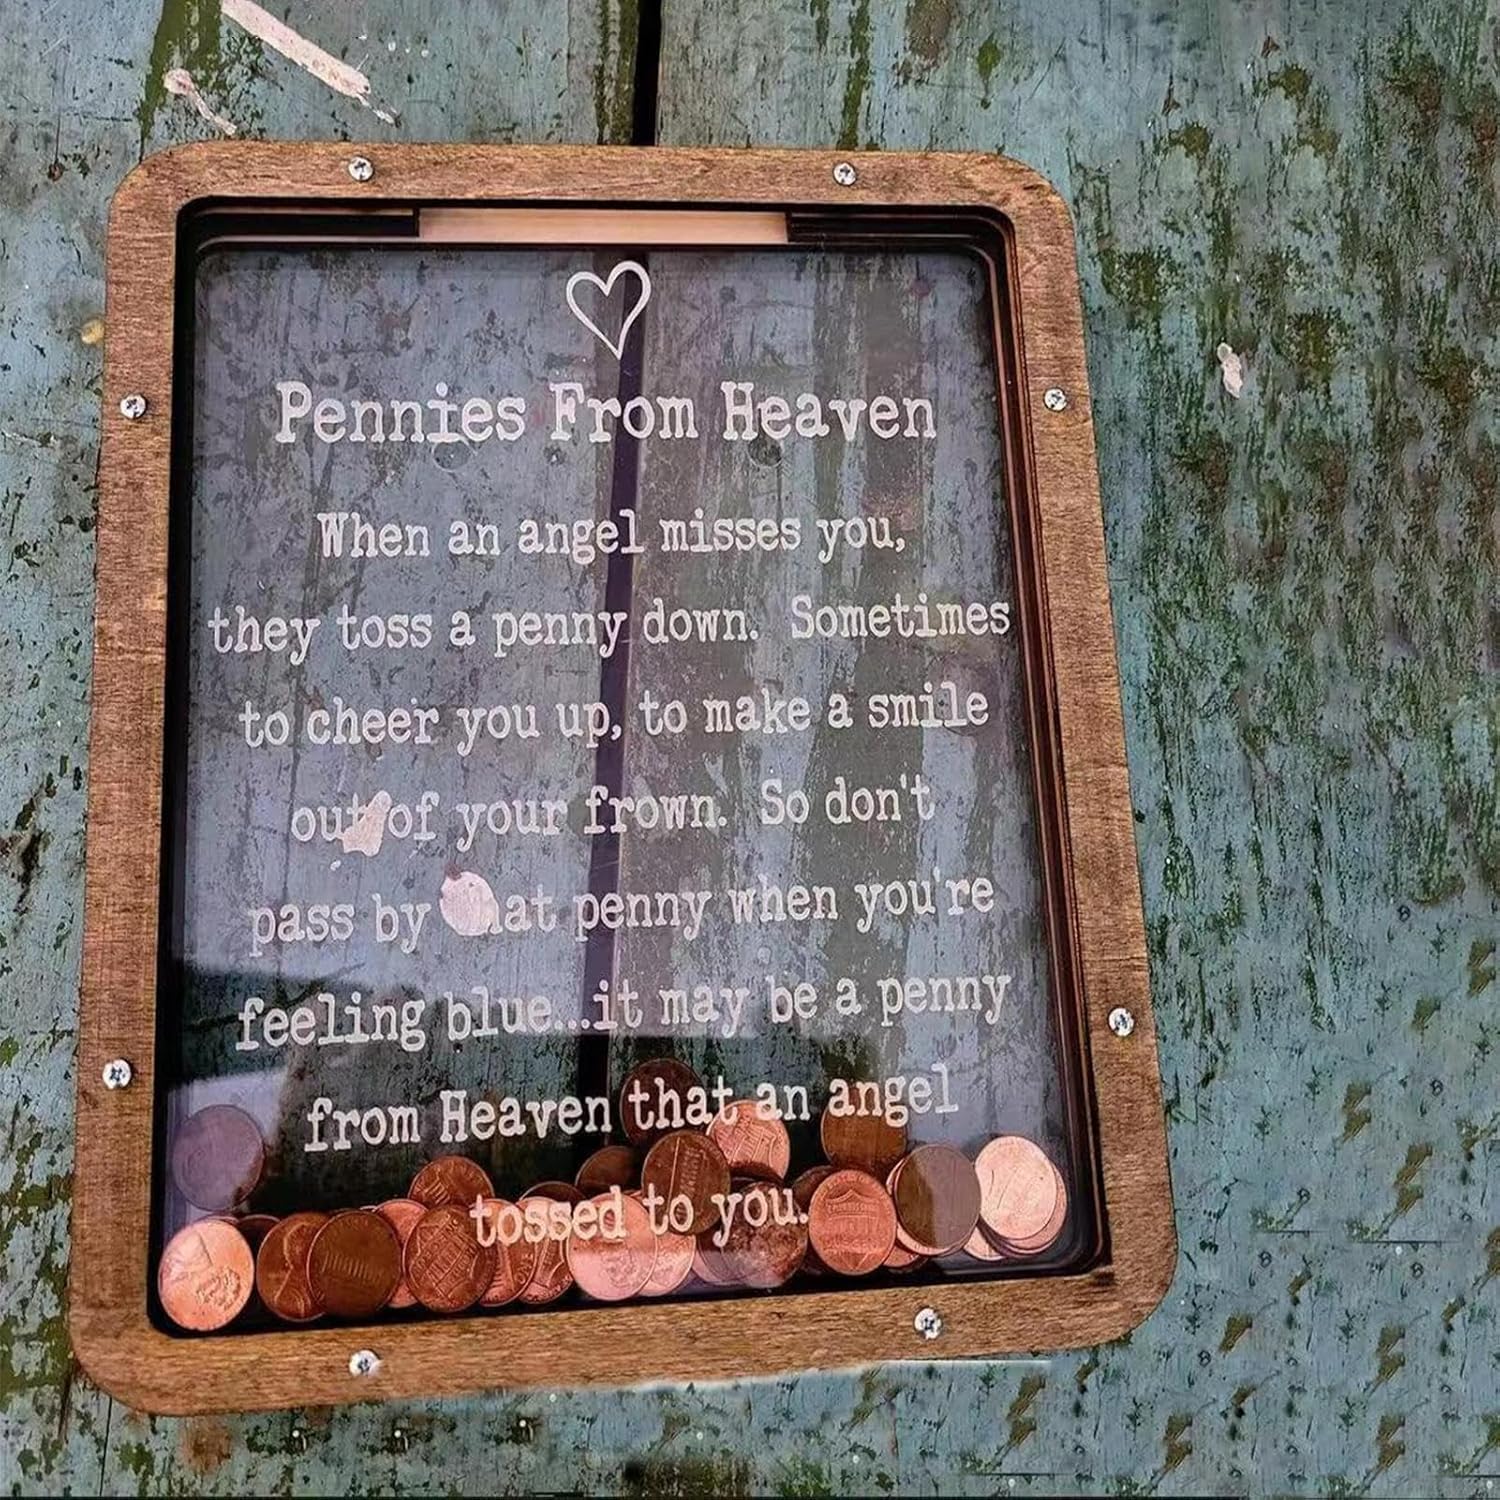 Pennies From Heaven
When an angel misses you,
they toss a penny down. Sometimes
to cheer you up, to make a smile
out of your frown. So don't
pass by that penny when you're
feeling blue...it may be a penny
from Heaven that an angel
tossed to you.